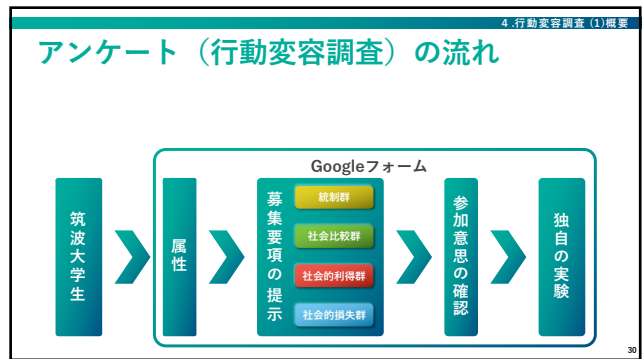 4.行動変容調査 (1)概要
アンケート（行動変容調査）の流れ
Googleフォーム
筑波大学生
属性
募集要項の提示
統制群
社会比較群
社会的利得群
社会的損失群
参加意思の確認
独自の実験
30